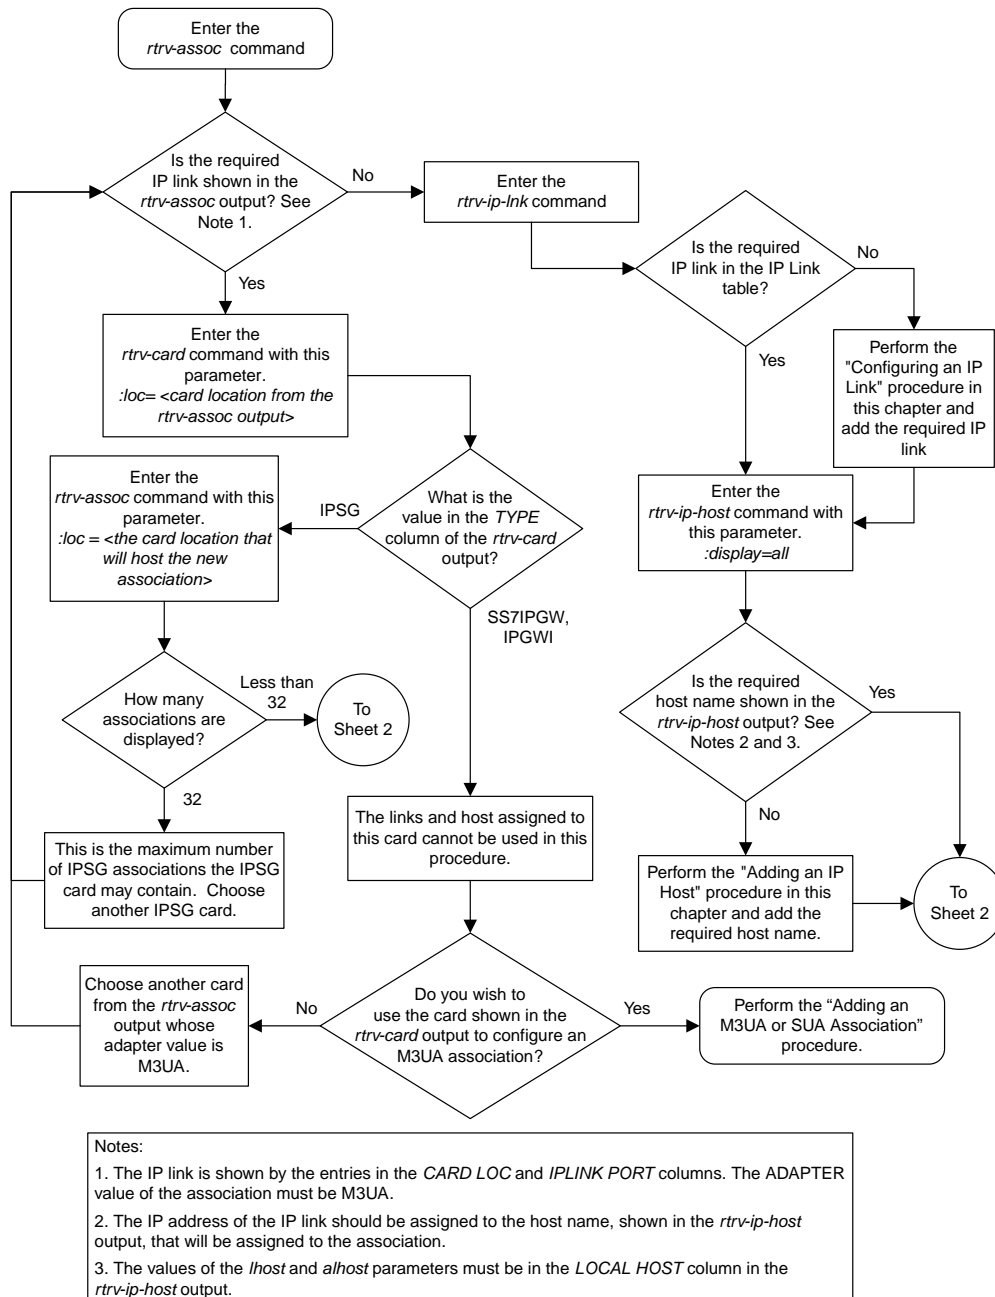 Enter the
rtrv-assoc command
Is the required
IP link shown in the
rtrv-assoc output? See
Note 1.
No
Yes
Enter the
rtrv-ip-lnk command
Is the required
IP link in the IP Link
table?
No
Yes
Perform the
"Configuring an IP
Link" procedure in
this chapter and
add the required IP
link
Enter the
rtrv-card command with this
parameter.
:loc= <card location from the
rtrv-assoc output>
What is the
value in the TYPE
column of the rtrv-card
output?
IPSG
SS7IPGW,
IPGWI
Enter the
rtrv-assoc command with this
parameter.
:loc = <the card location that
will host the new
association>
Enter the
rtrv-ip-host command with
this parameter.
:display=all
How many
associations are
displayed?
Less than
32
To
Sheet 2
32
This is the maximum number
of IPSG associations the IPSG
card may contain. Choose
another IPSG card.
Is the required
host name shown in the
rtrv-ip-host output? See
Notes 2 and 3.
Yes
No
The links and host assigned to
this card cannot be used in this
procedure.
Perform the "Adding an IP
Host" procedure in this
chapter and add the
required host name.
To
Sheet 2
Do you wish to
use the card shown in the
rtrv-card output to configure an
M3UA association?
No
Yes
Choose another card
from the rtrv-assoc
output whose
adapter value is
M3UA.
Perform the “Adding an
M3UA or SUA Association”
procedure.
Notes:
1. The IP link is shown by the entries in the CARD LOC and IPLINK PORT columns. The ADAPTER
value of the association must be M3UA.
2. The IP address of the IP link should be assigned to the host name, shown in the rtrv-ip-host
output, that will be assigned to the association.
3. The values of the lhost and alhost parameters must be in the LOCAL HOST column in the
rtrv-ip-host output.